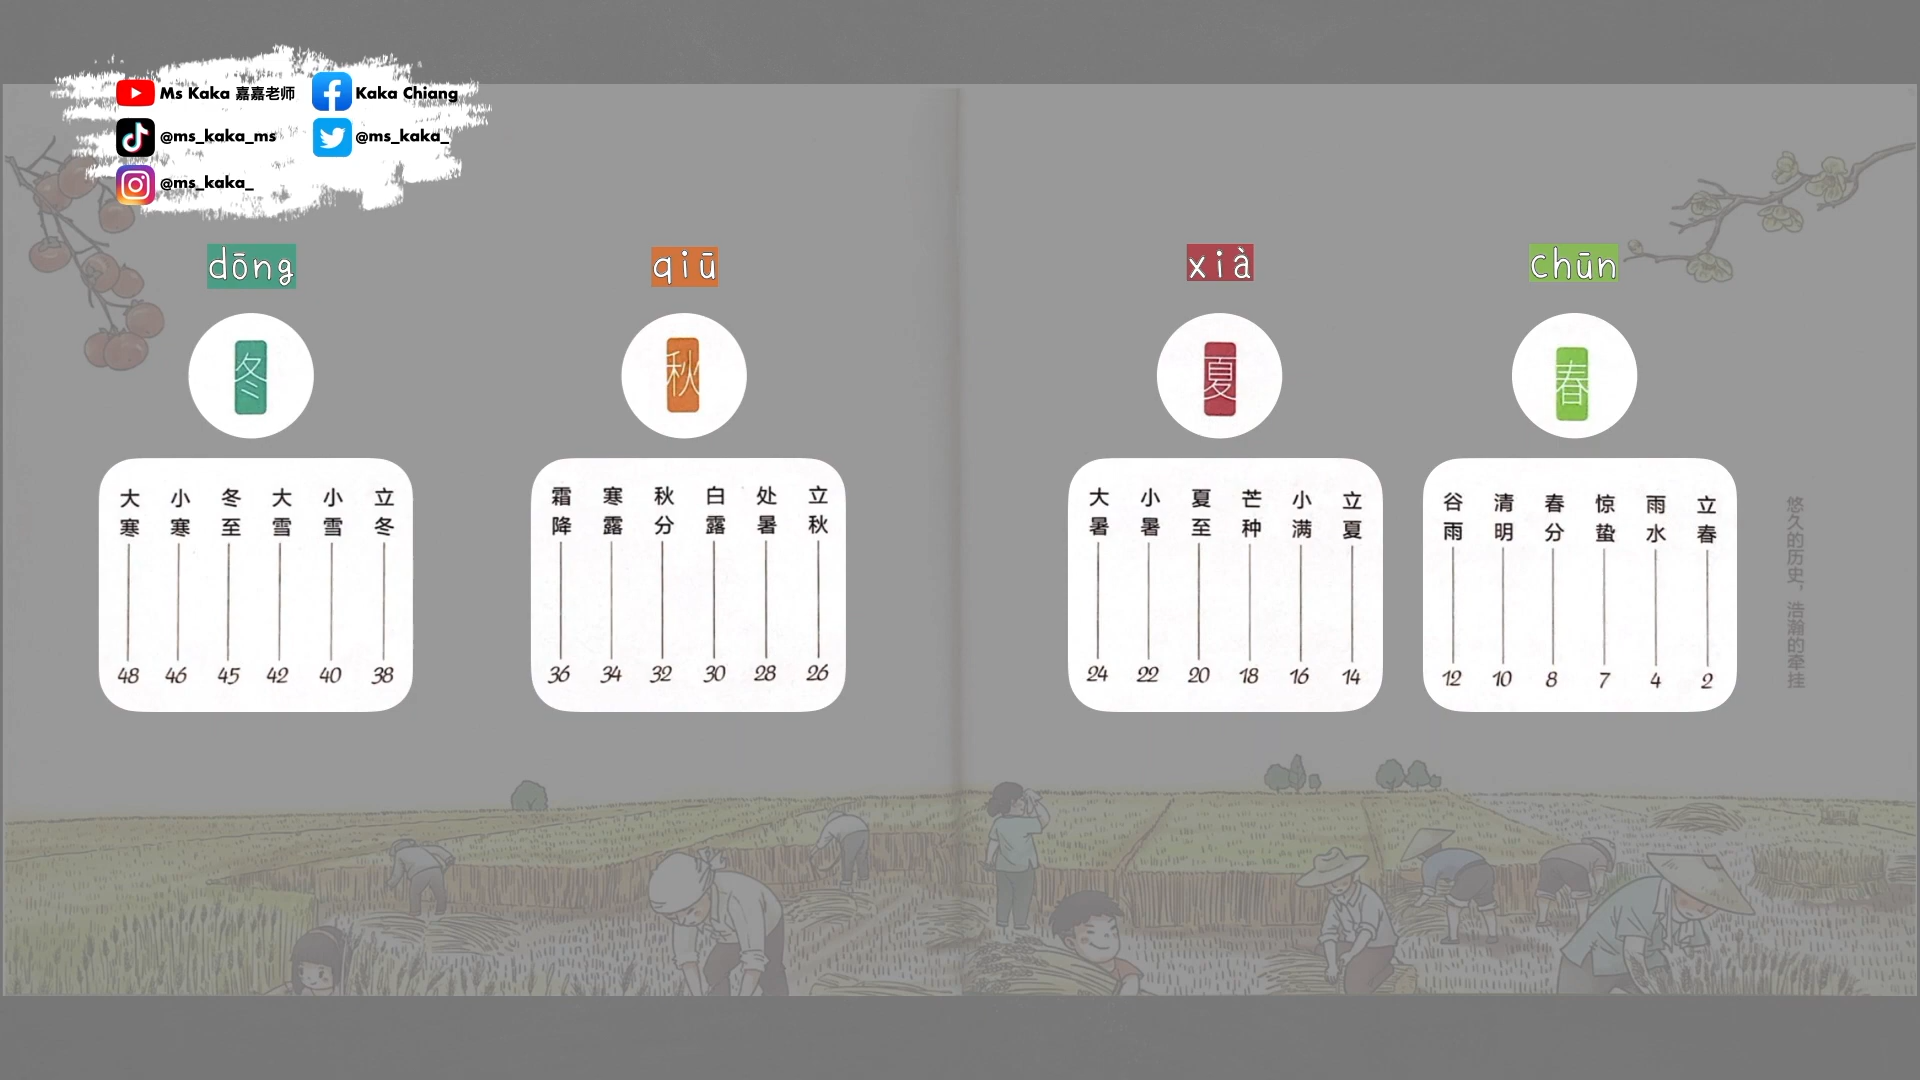 Ms Kaka 嘉嘉老师
Kaka Chiang
@ms_kaka_ms
@ms_kaka_
@ms_kaka_
chūn
春
立春 2
雨水 4
惊蛰 7
春分 8
清明 10
谷雨 12
xià
夏
立夏 14
小满 16
芒种 18
夏至 20
小暑 22
大暑 24
qiū
秋
立秋 26
处暑 28
白露 30
秋分 32
寒露 34
霜降 36
dōng
冬
立冬 38
小雪 40
大雪 42
冬至 45
小寒 46
大寒 48
悠久的历史，浩瀚的牵挂